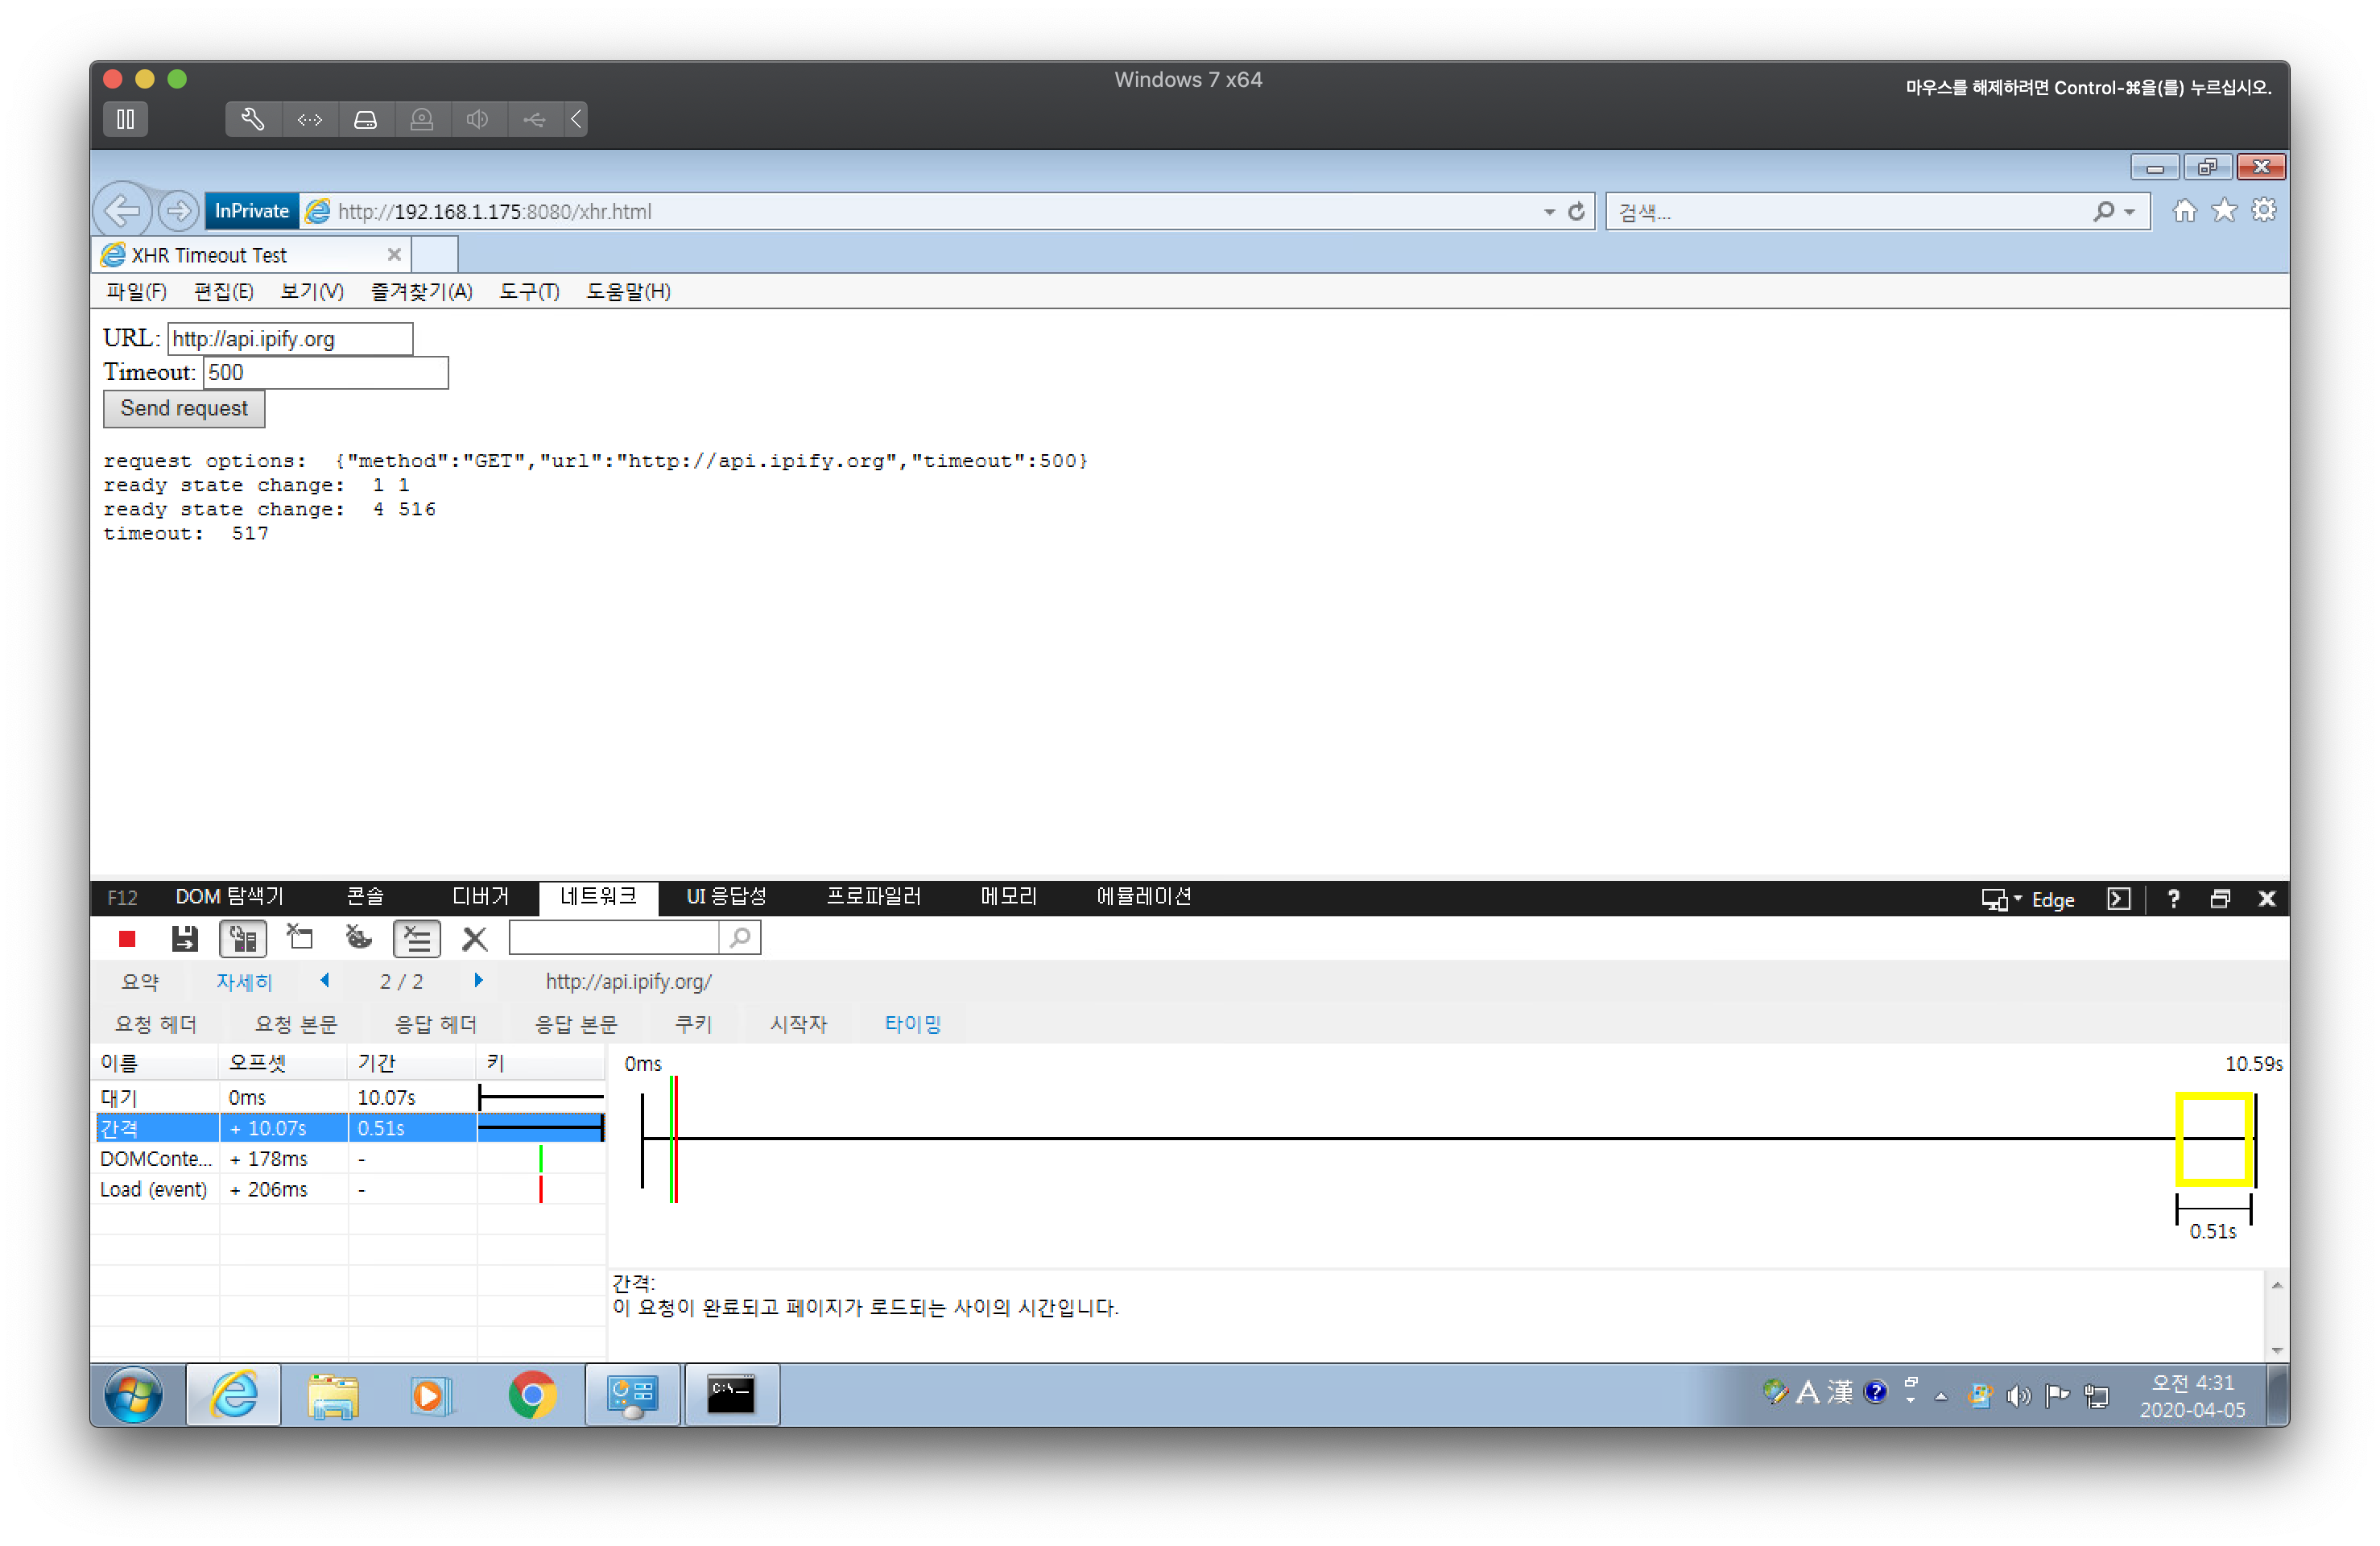 Windows 7 x64
마우스를 해제하려면 Control-⌘을(를) 누르십시오.
InPrivate http://192.168.1.175:8080/xhr.html 검색...
XHR Timeout Test
파일(F) 편집(E) 보기(V) 즐겨찾기(A) 도구(T) 도움말(H)
URL: http://api.ipify.org
Timeout: 500
Send request
request options:  {"method":"GET","url":"http://api.ipify.org","timeout":500}
ready state change:  1 1
ready state change:  4 516
timeout:  517
F12 DOM 탐색기 콘솔 디버거 네트워크 UI 응답성 프로파일러 메모리 에뮬레이션 Edge ?
요약 자세히 2 / 2 http://api.ipify.org/
요청 헤더 요청 본문 응답 헤더 응답 본문 쿠키 시작자 타이밍
이름 오프셋 기간 키 0ms 10.59s
대기 0ms 10.07s
간격 + 10.07s 0.51s
DOMConte... + 178ms -
Load (event) + 206ms -
0.51s
간격:
이 요청이 완료되고 페이지가 로드되는 사이의 시간입니다.
C:\_
A 漢 ? 오전 4:31
2020-04-05